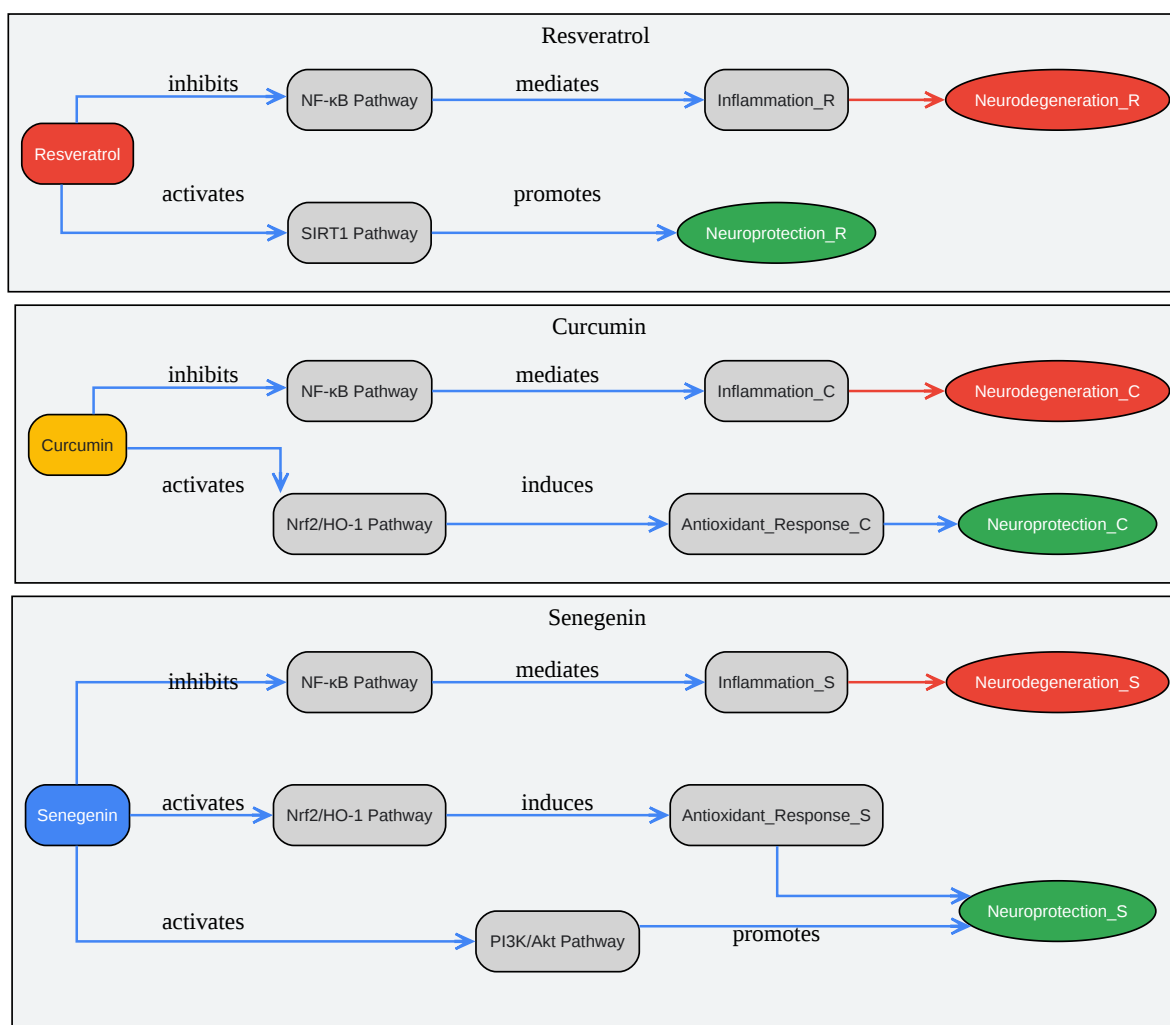 Resveratrol
inhibits
mediates
NF-κB Pathway
Inflammation_R
Neurodegeneration_R
Resveratrol
activates
promotes
SIRT1 Pathway
Neuroprotection_R
Curcumin
inhibits
mediates
NF-κB Pathway
Inflammation_C
Neurodegeneration_C
Curcumin
activates
induces
Nrf2/HO-1 Pathway
Antioxidant_Response_C
Neuroprotection_C
Senegenin
inhibits
mediates
NF-κB Pathway
Inflammation_S
Neurodegeneration_S
Senegenin
activates
Nrf2/HO-1 Pathway
induces
Antioxidant_Response_S
activates
PI3K/Akt Pathway
promotes
Neuroprotection_S